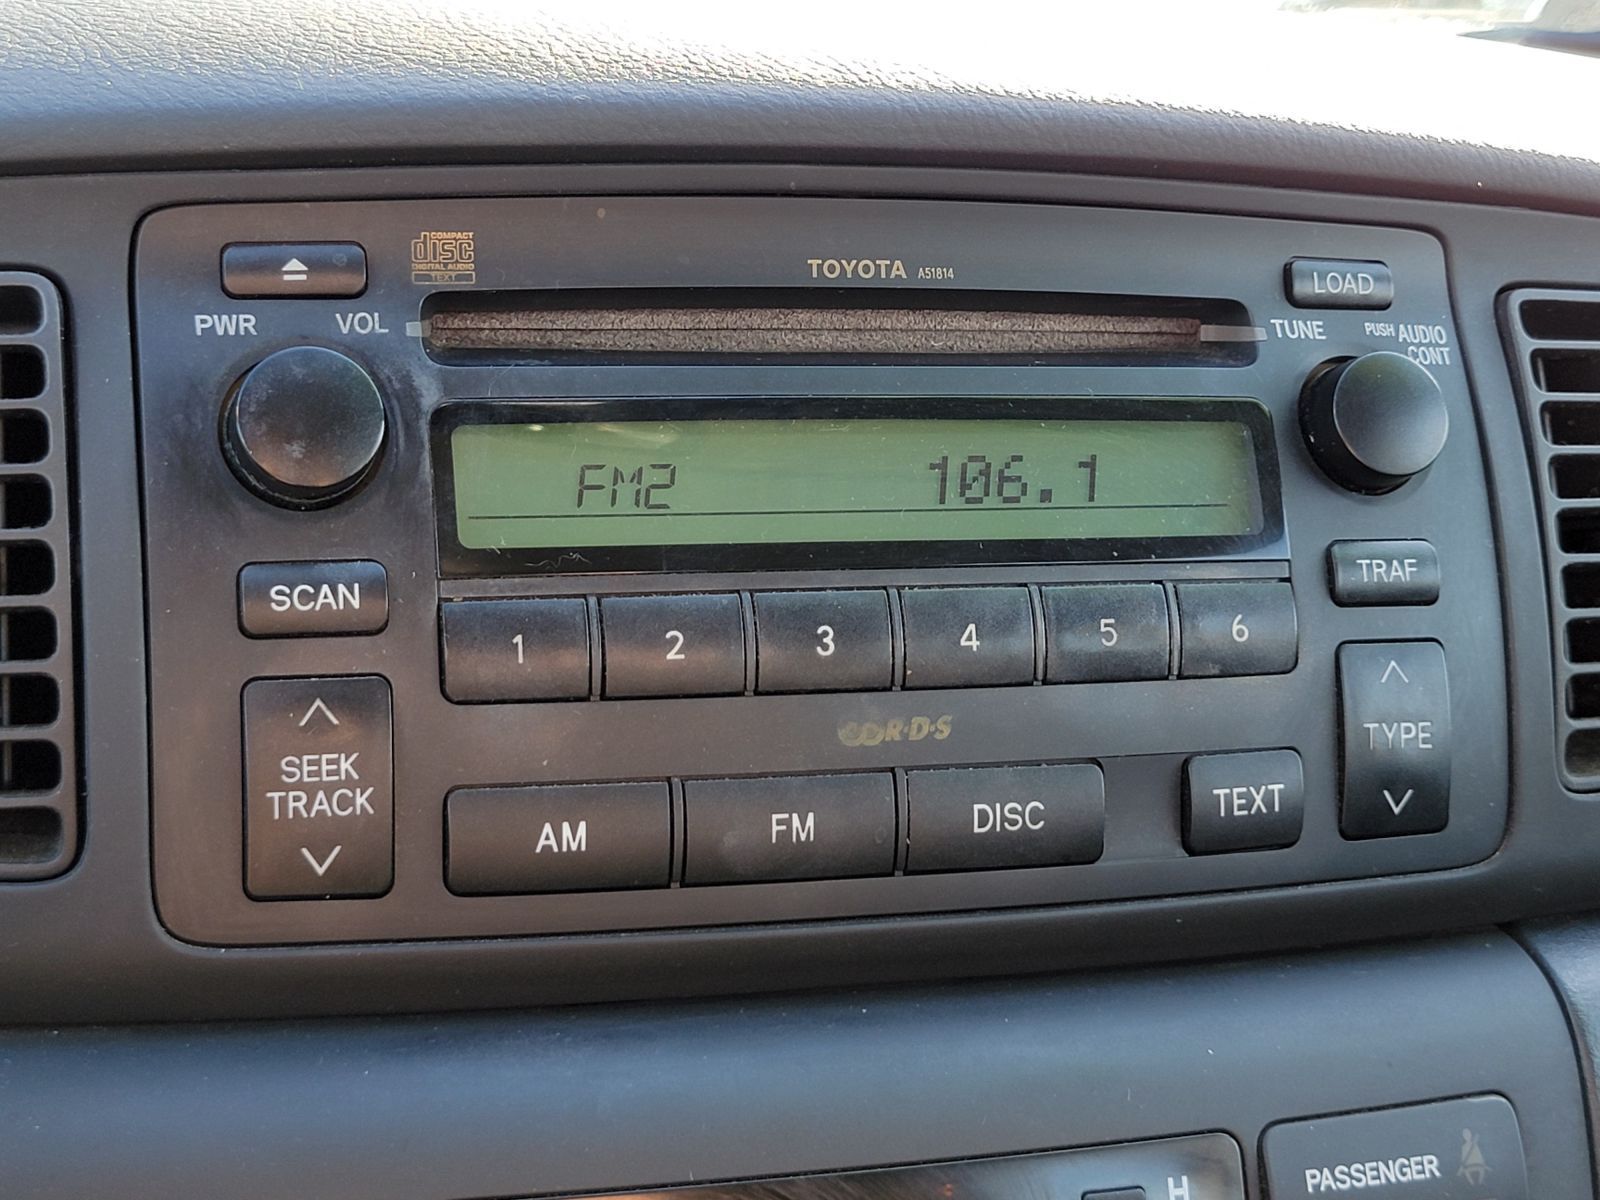 COMPACT
disc
DIGITAL AUDIO
TEXT
TOYOTA A51814
LOAD
PWR VOL
TUNE PUSH AUDIO
CONT
FM2 106.1
SCAN
TRAF
1 2 3 4 5 6
SEEK
TRACK
R·D·S
TYPE
AM FM DISC TEXT
PASSENGER
H